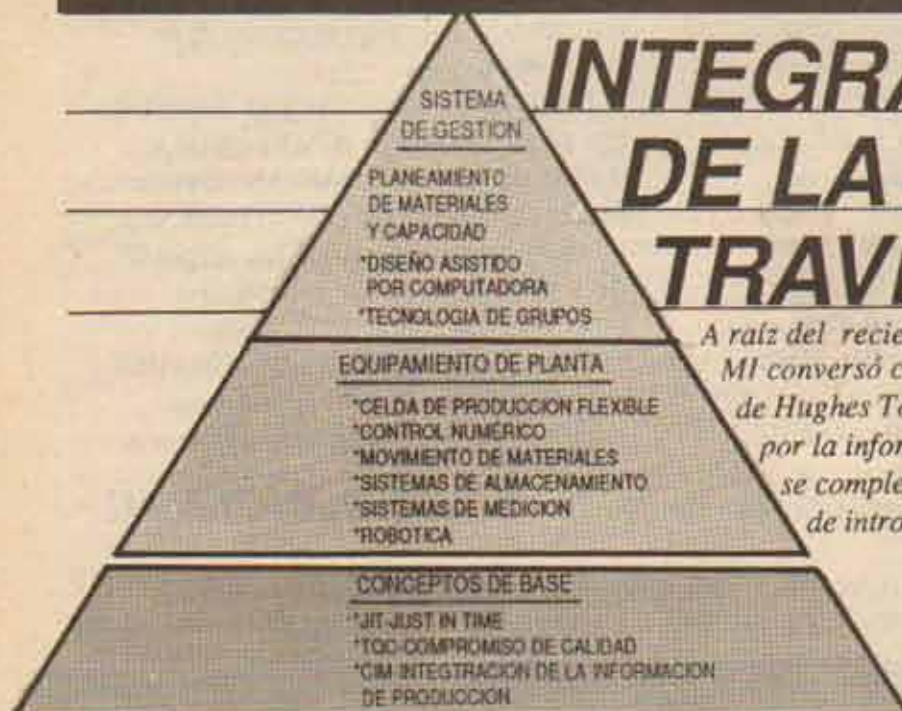 INTEGRA
DE LA
TRAV
SISTEMA
DE GESTION
PLANEAMIENTO
DE MATERIALES
Y CAPACIDAD
*DISEÑO ASISTIDO
POR COMPUTADORA
*TECNOLOGIA DE GRUPOS
A raíz del recie
MI conversó c
de Hughes To
por la infor
se comple
de intro
EQUIPAMIENTO DE PLANTA
*CELDA DE PRODUCCION FLEXIBLE
*CONTROL NUMÉRICO
*MOVIMIENTO DE MATERIALES
*SISTEMAS DE ALMACENAMIENTO
*SISTEMAS DE MEDICION
*ROBOTICA
CONCEPTOS DE BASE
*JIT-JUST IN TIME
*TQC-COMPROMISO DE CALIDAD
*CIM-INTEGTRACION DE LA INFORMACION
DE PRODUCCION